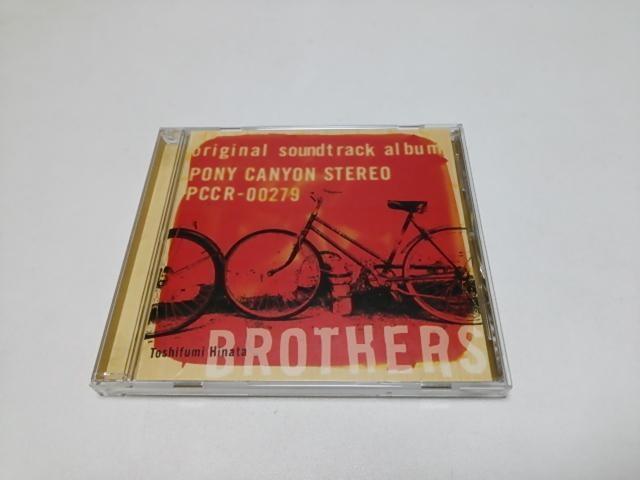 original soundtrack album
PONY CANYON STEREO
PCCR-00279
Toshifumi Hinata
BROTHERS